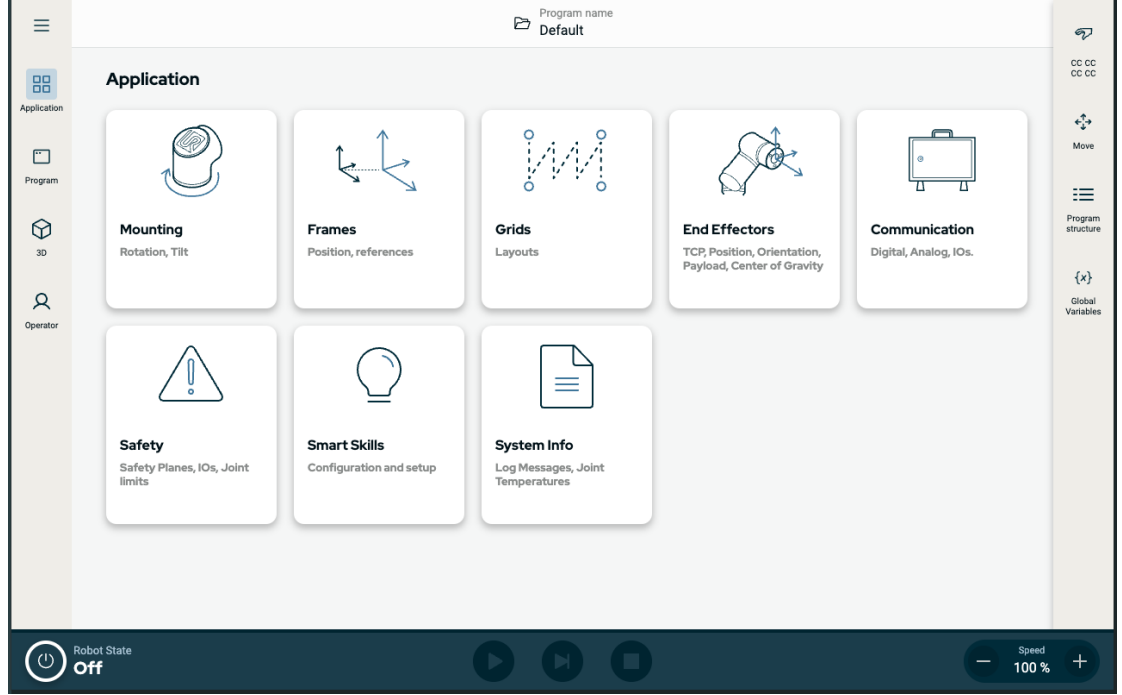 Program name
Default
Application
Program
3D
Operator
Application
Mounting
Rotation, Tilt
Frames
Position, references
Grids
Layouts
End Effectors
TCP, Position, Orientation,
Payload, Center of Gravity
Communication
Digital, Analog, IOs.
Safety
Safety Planes, IOs, Joint
limits
Smart Skills
Configuration and setup
System Info
Log Messages, Joint
Temperatures
CC CC
CC CC
Move
Program
structure
{x}
Global
Variables
Robot State
Off
Speed
100 %
UR